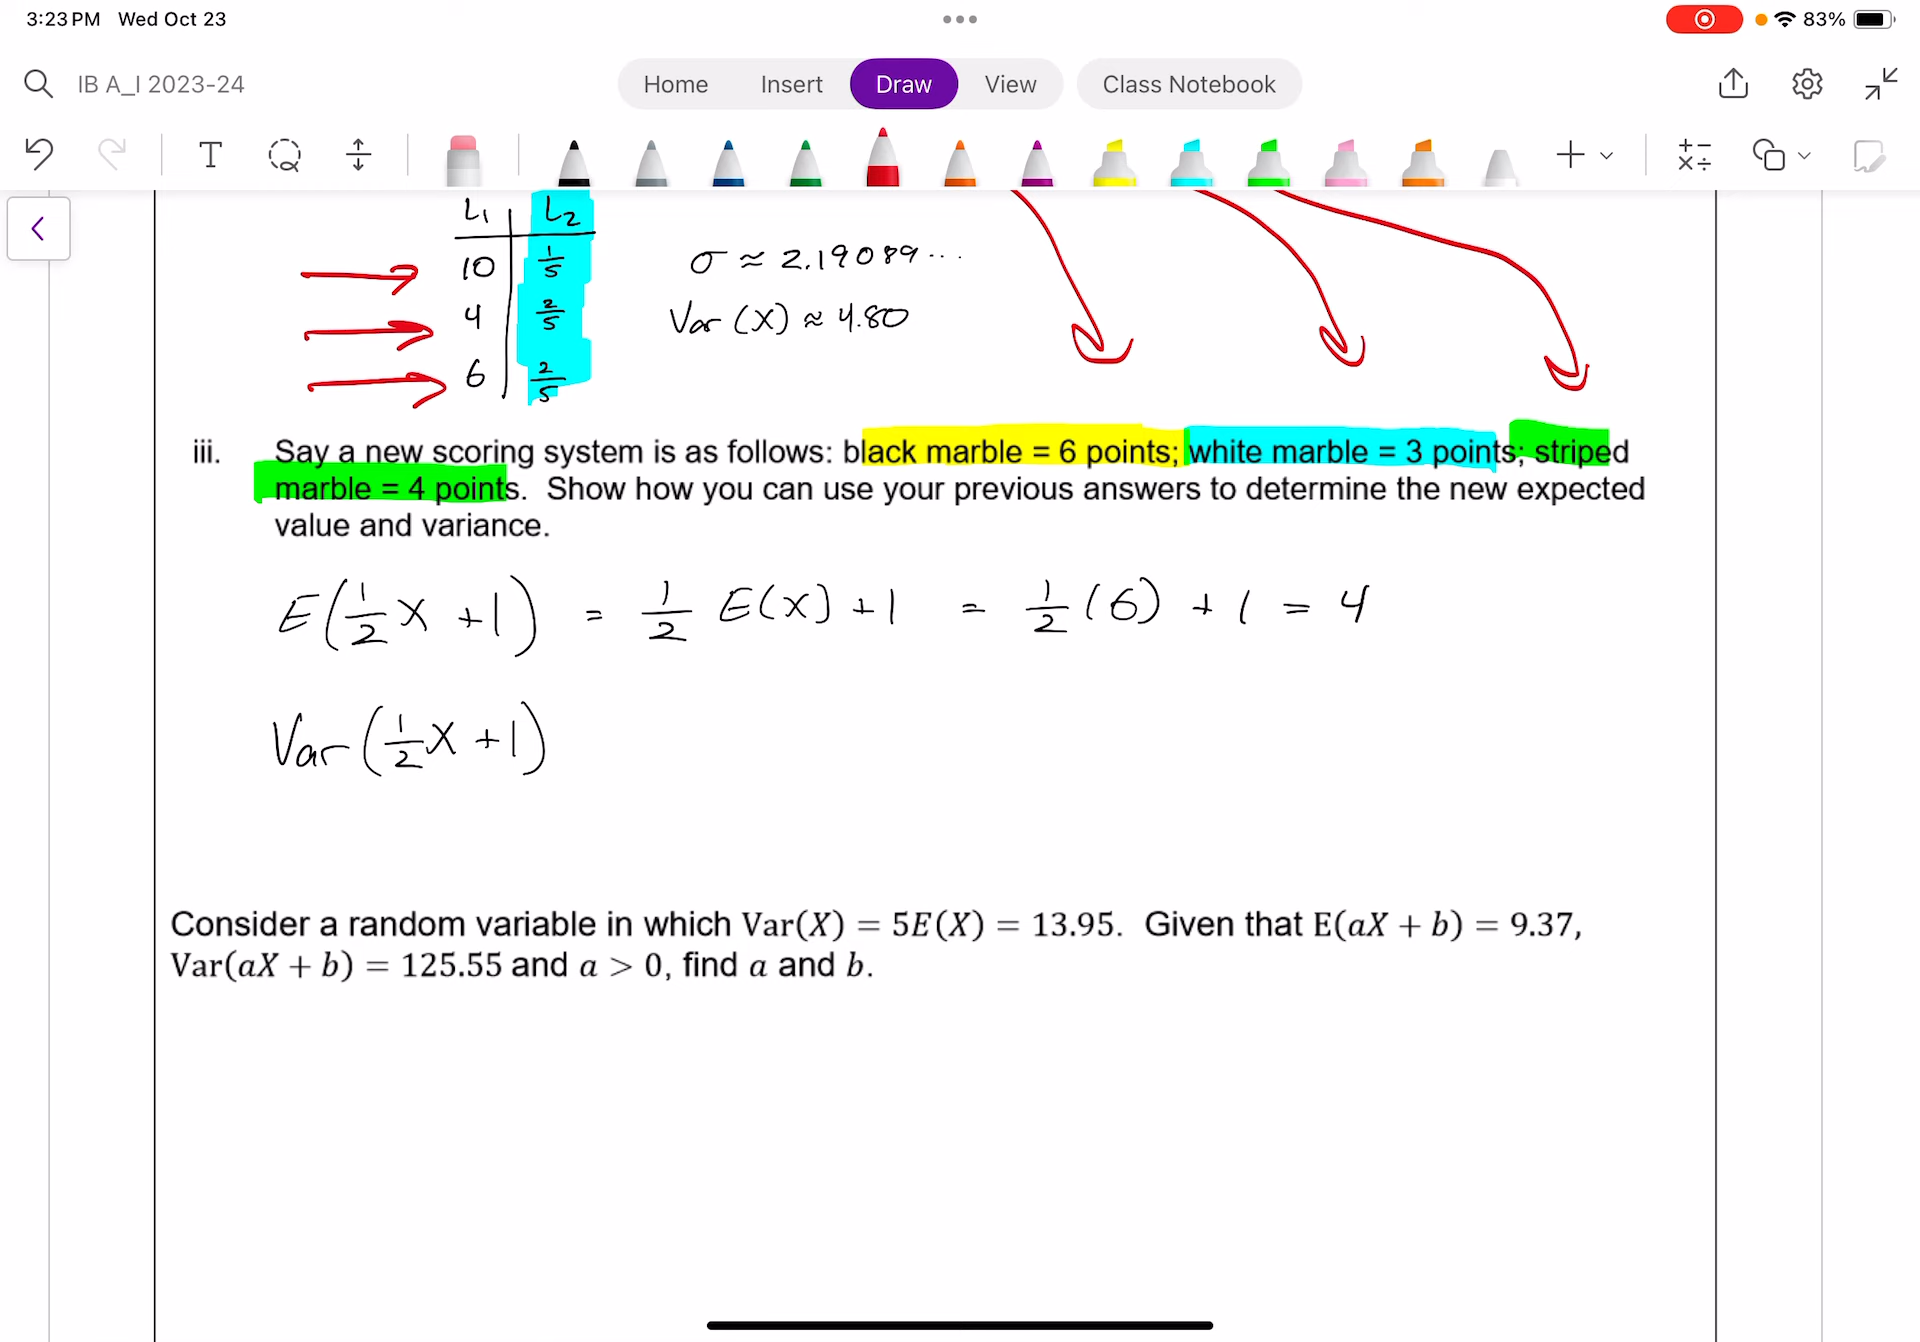 3:23 PM Wed Oct 23
83%
IB A_I 2023-24
Home Insert Draw View Class Notebook
T
L₁ L₂
10 1/5
4 2/5
6 2/5
σ ≈ 2.19089...
Var (X) ≈ 4.80
iii. Say a new scoring system is as follows: black marble = 6 points; white marble = 3 points; striped
marble = 4 points. Show how you can use your previous answers to determine the new expected
value and variance.
E(1/2 X + 1) = 1/2 E(X) + 1 = 1/2 (6) + 1 = 4
Var(1/2 X + 1)
Consider a random variable in which Var(X) = 5E(X) = 13.95. Given that E(aX + b) = 9.37,
Var(aX + b) = 125.55 and a > 0, find a and b.